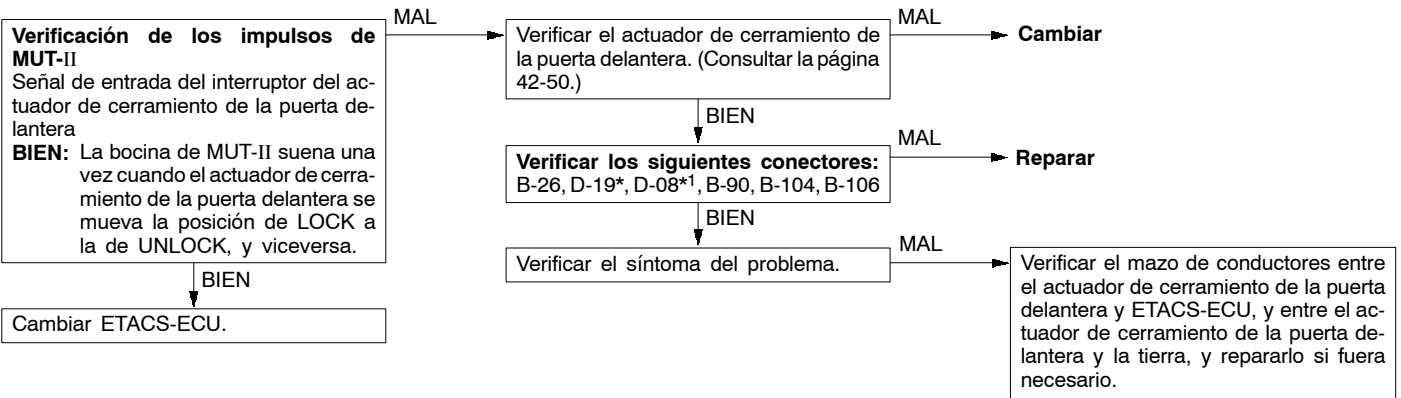 Verificación de los impulsos de
MUT-II
Señal de entrada del interruptor del ac-
tuador de cerramiento de la puerta de-
lantera
BIEN: La bocina de MUT-II suena una
vez cuando el actuador de cerra-
miento de la puerta delantera se
mueva la posición de LOCK a
la de UNLOCK, y viceversa.
BIEN
Cambiar ETACS-ECU.
MAL
Verificar el actuador de cerramiento de
la puerta delantera. (Consultar la página
42-50.)
MAL
Cambiar
BIEN
Verificar los siguientes conectores:
B-26, D-19*, D-08*1, B-90, B-104, B-106
MAL
Reparar
BIEN
Verificar el síntoma del problema.
MAL
Verificar el mazo de conductores entre
el actuador de cerramiento de la puerta
delantera y ETACS-ECU, y entre el ac-
tuador de cerramiento de la puerta de-
lantera y la tierra, y repararlo si fuera
necesario.